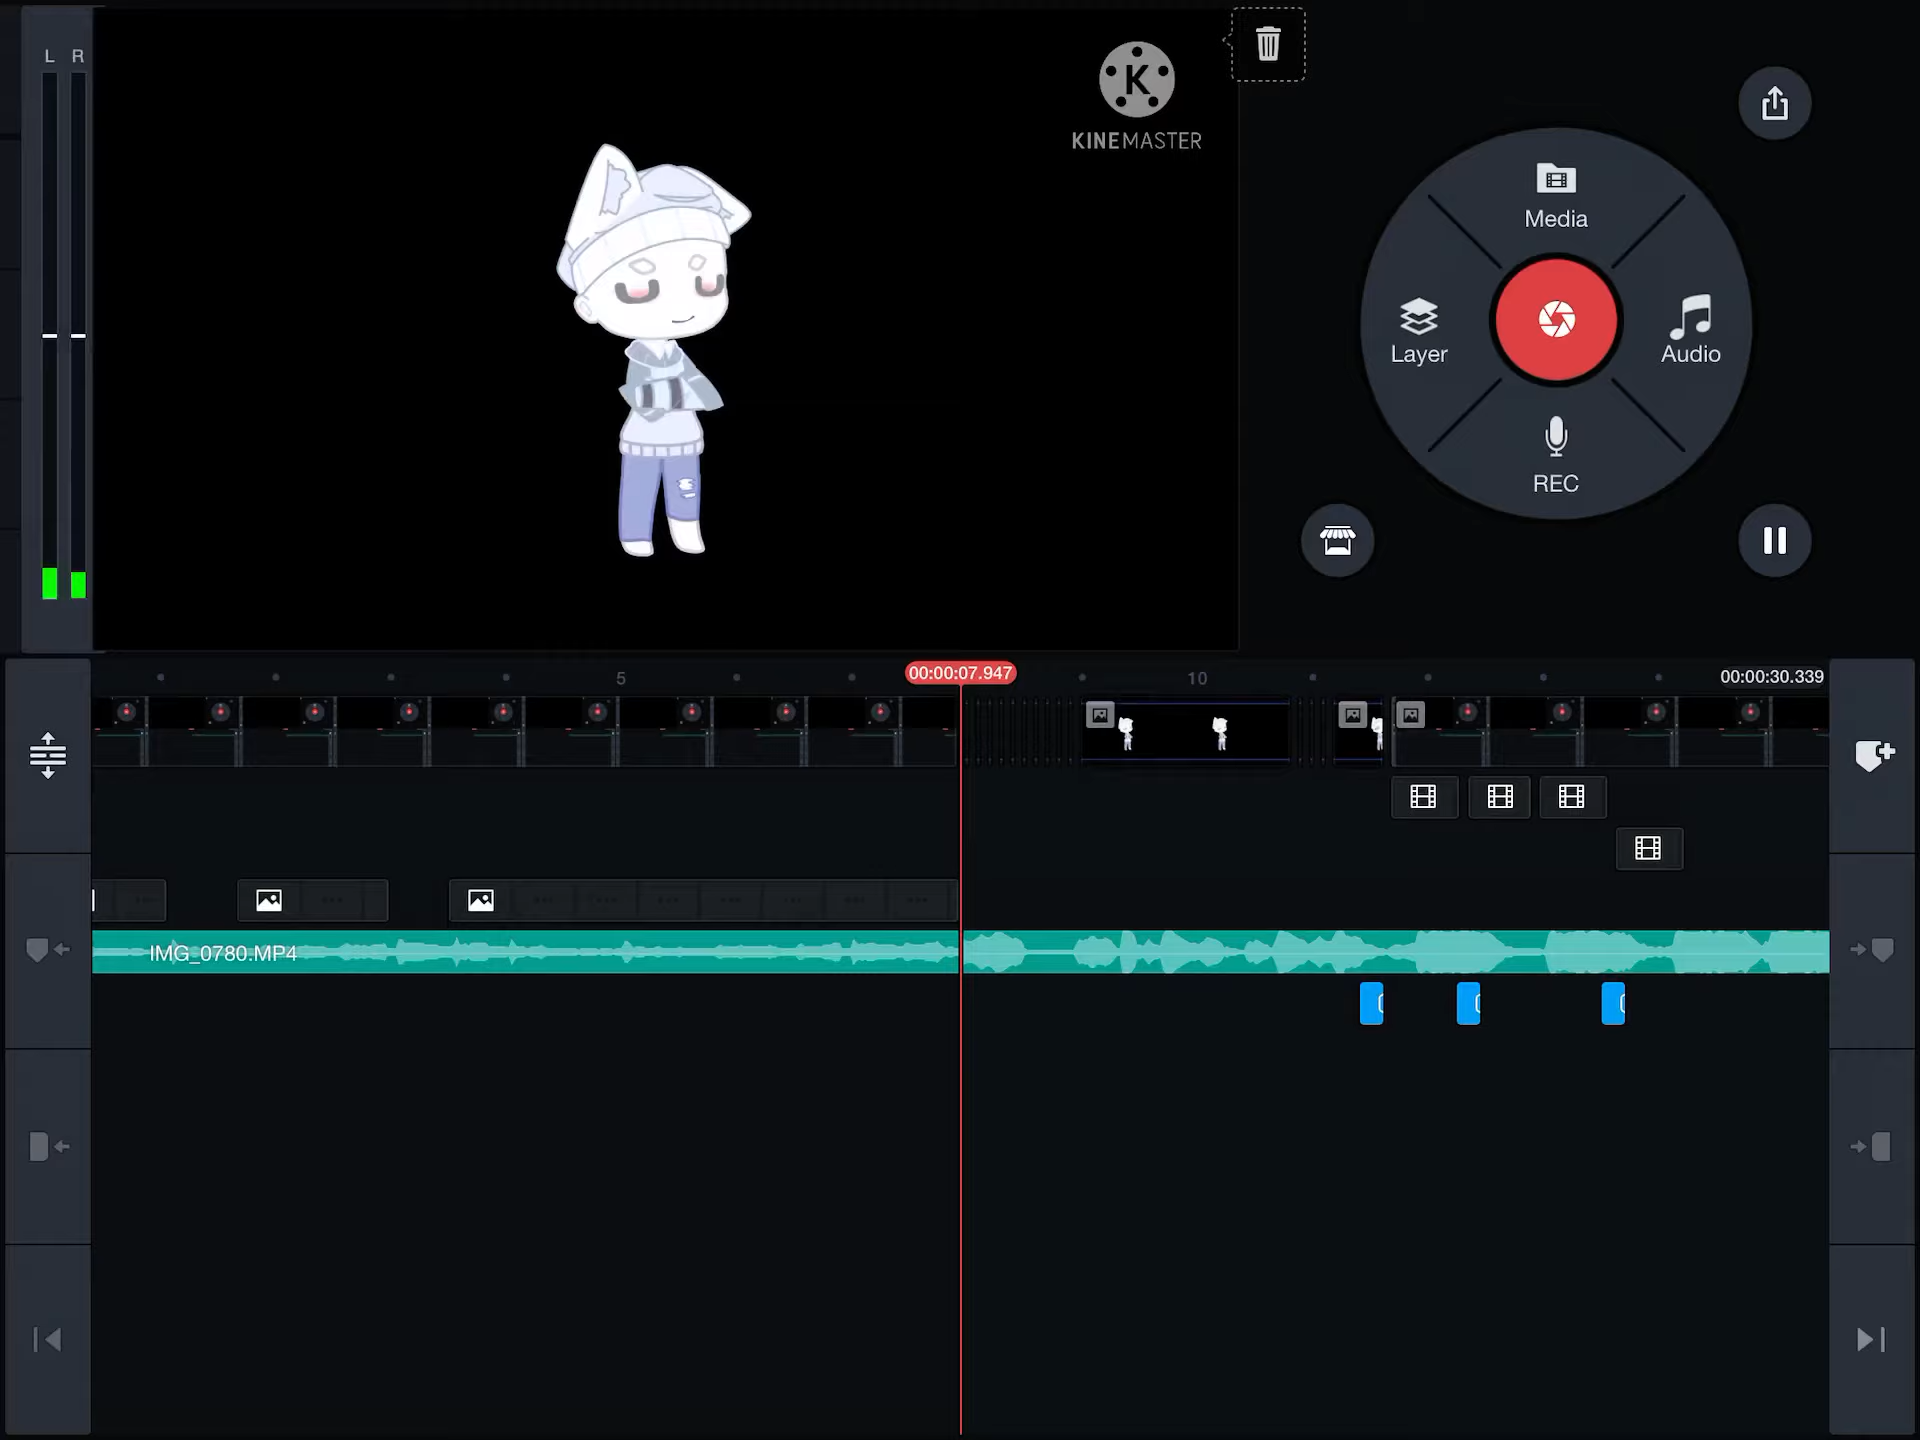 L R
K
KINEMASTER
Media
Layer
Audio
REC
5
00:00:07.947
10
00:00:30.339
IMG_0780.MP4